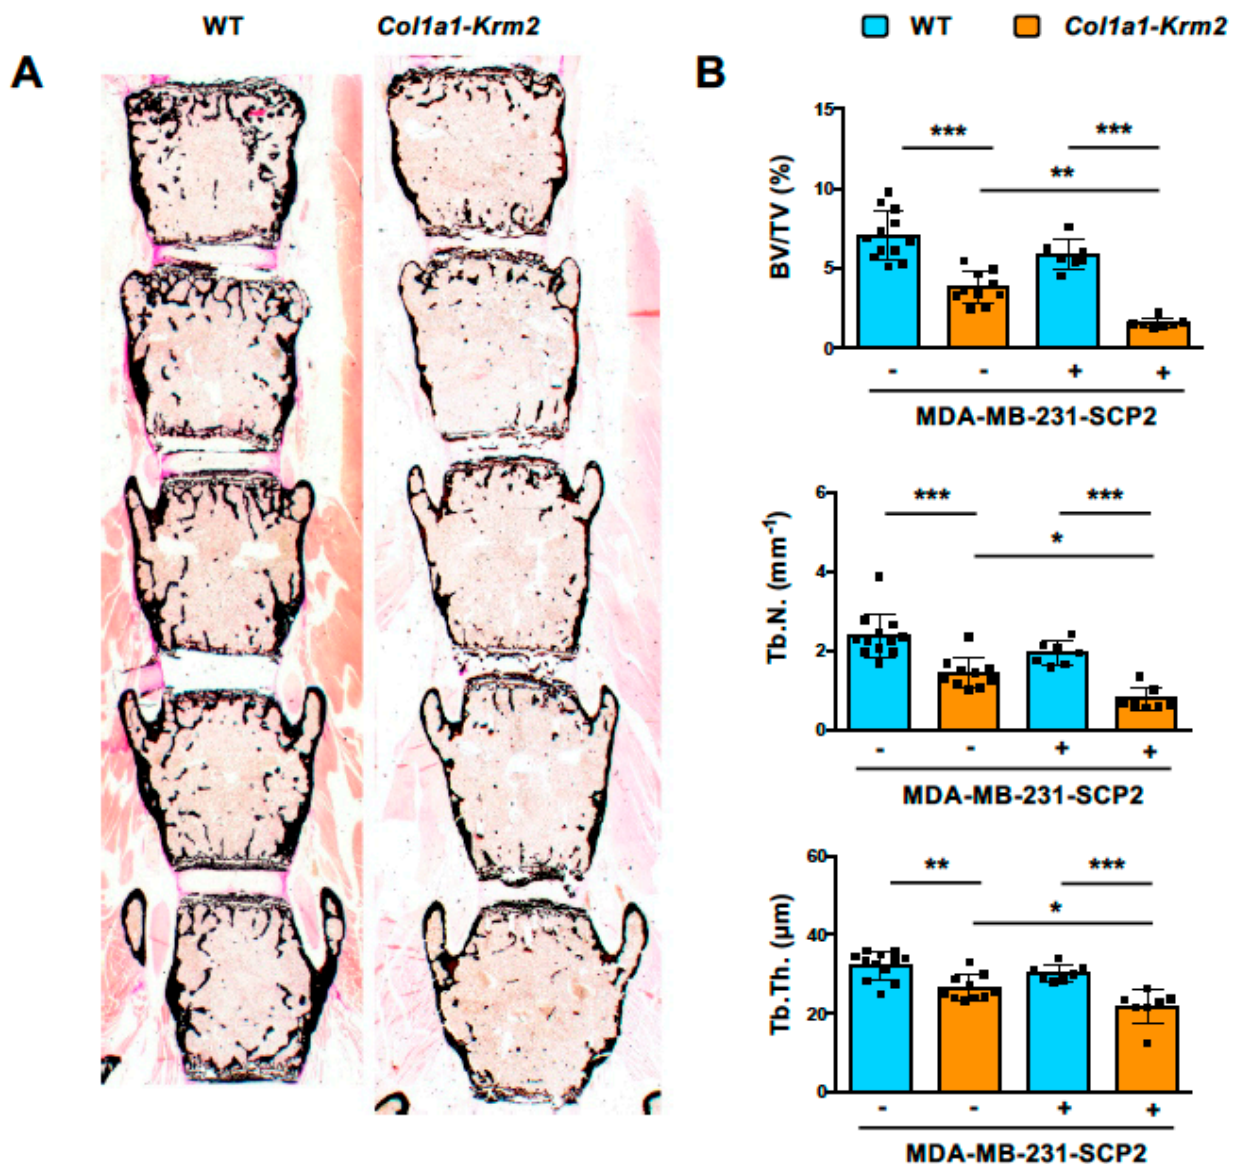 WT Col1a1-Krm2
WT Col1a1-Krm2
A
B
BV/TV (%)
15
10
5
0
*** ***
**
- - + +
MDA-MB-231-SCP2
Tb.N. (mm⁻¹)
6
4
2
0
*** ***
*
- - + +
MDA-MB-231-SCP2
Tb.Th. (μm)
60
40
20
0
** ***
*
- - + +
MDA-MB-231-SCP2